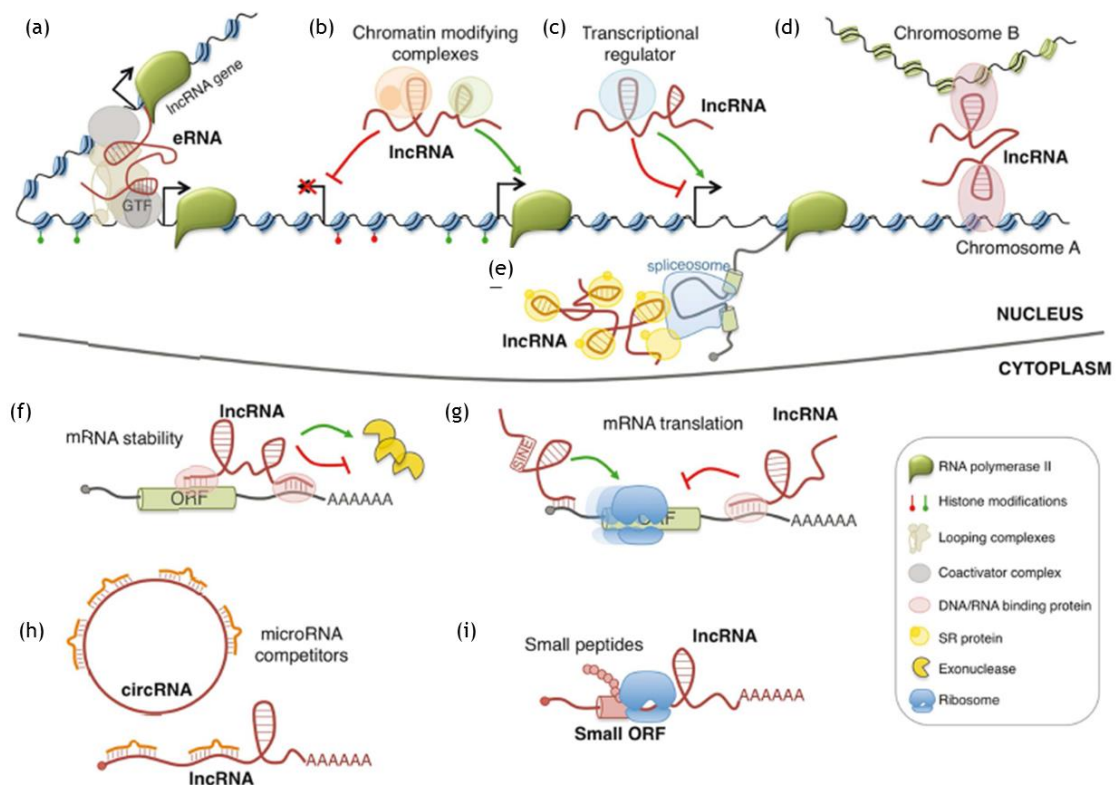 (a)
lncRNA gene
eRNA
GTF
(b)
Chromatin modifying
complexes
lncRNA
(c)
Transcriptional
regulator
lncRNA
(d)
Chromosome B
lncRNA
Chromosome A
(e)
spliceosome
lncRNA
NUCLEUS
CYTOPLASM
(f)
lncRNA
mRNA stability
ORF
AAAAAA
(g)
lncRNA
mRNA translation
SINE
ORF
AAAAAA
(h)
microRNA
competitors
circRNA
AAAAAA
lncRNA
(i)
Small peptides
lncRNA
AAAAAA
Small ORF
RNA polymerase II
Histone modifications
Looping complexes
Coactivator complex
DNA/RNA binding protein
SR protein
Exonuclease
Ribosome